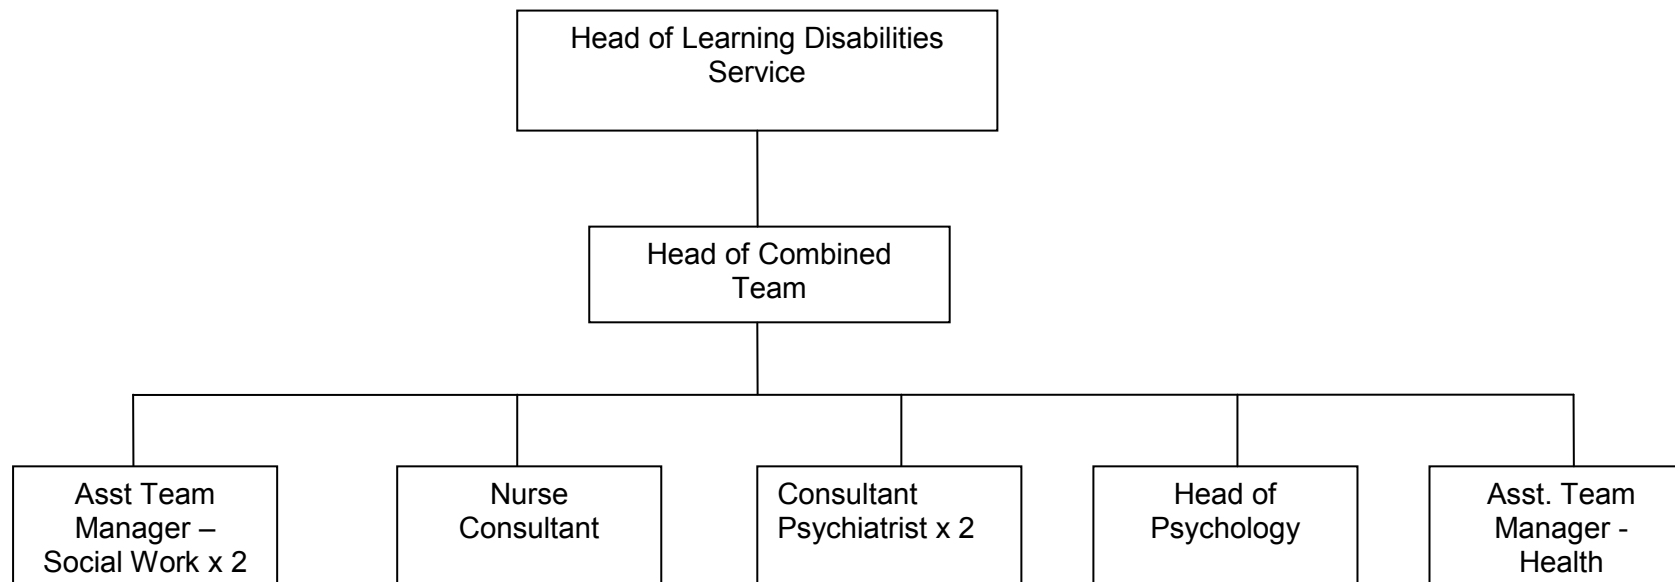 Head of Learning Disabilities
Service
Head of Combined
Team
Asst Team
Manager –
Social Work x 2
Nurse
Consultant
Consultant
Psychiatrist x 2
Head of
Psychology
Asst. Team
Manager -
Health